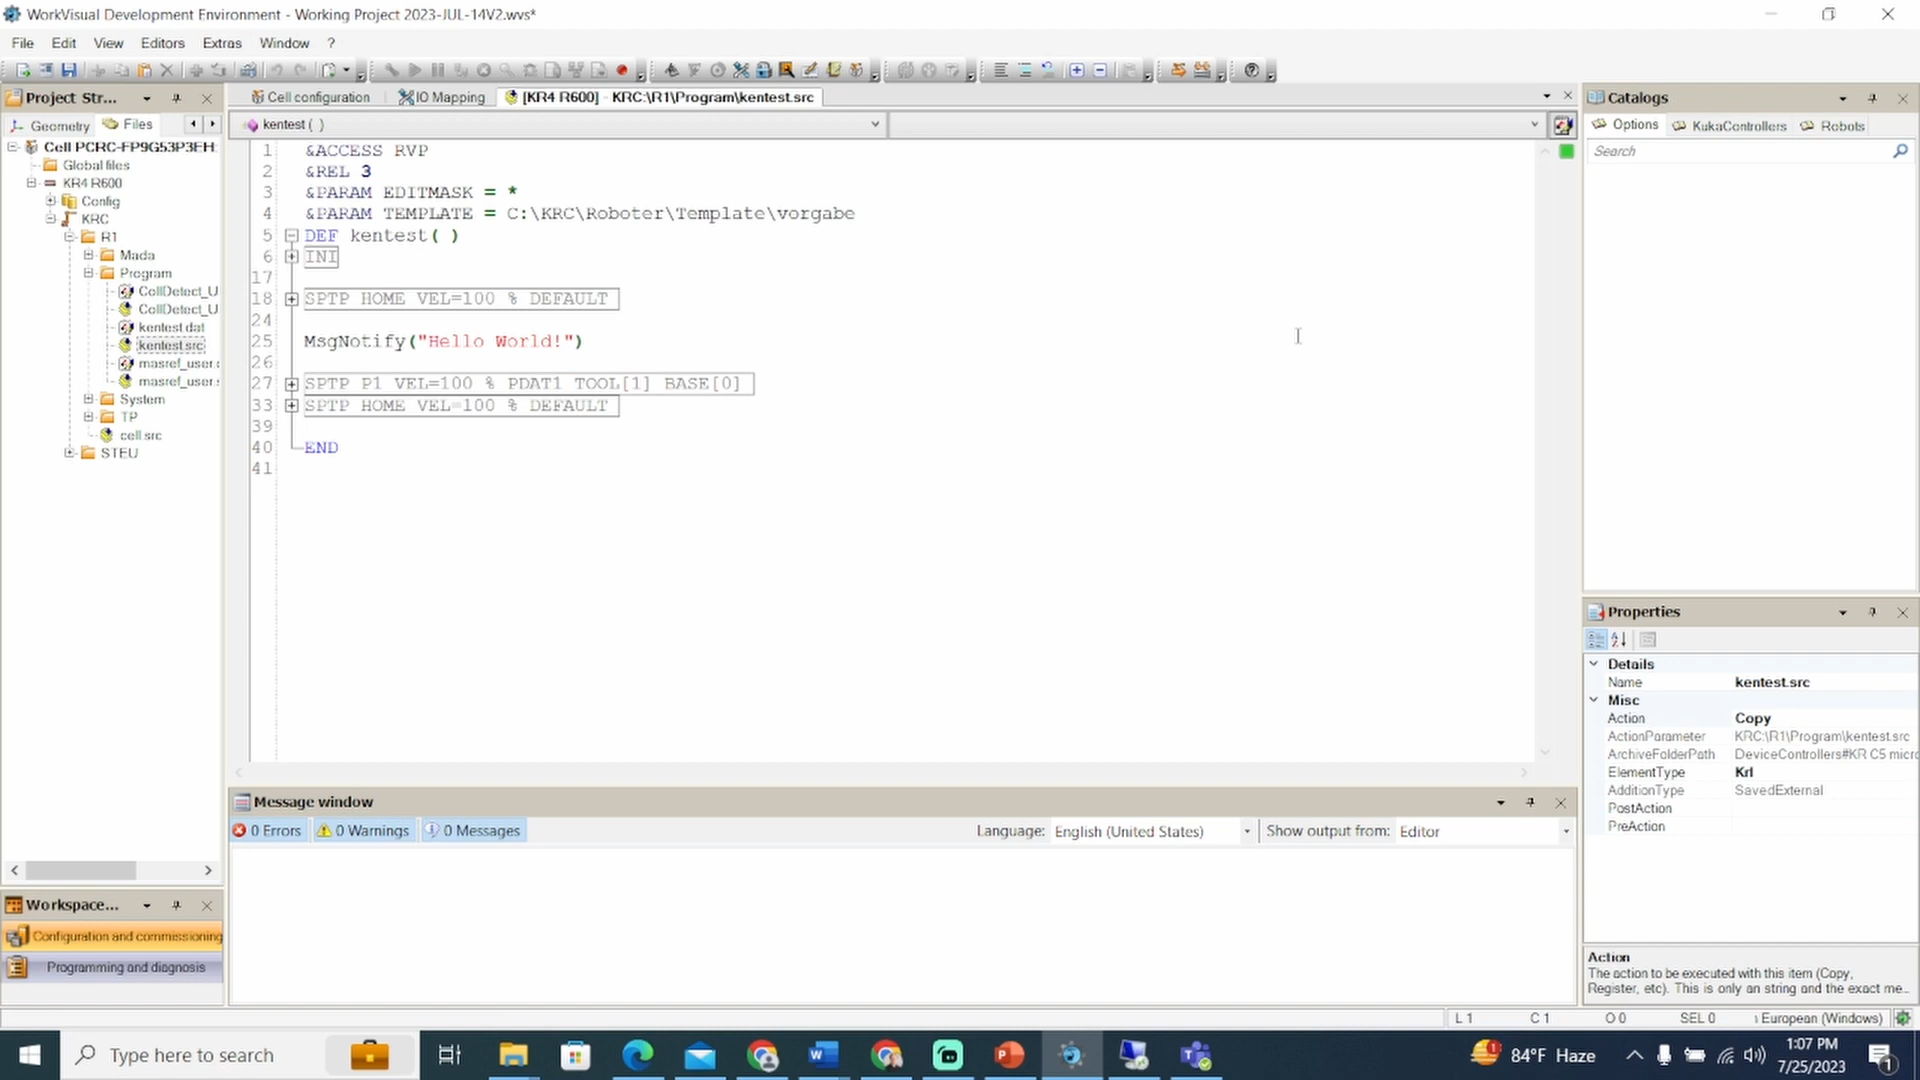 WorkVisual Development Environment - Working Project 2023-JUL-14V2.wvs*
File Edit View Editors Extras Window ?
Project Str...
Geometry Files
Cell PCRC-FP9G53P3EH:
Global files
KR4 R600
Config
KRC
R1
Mada
Program
CollDetect_U
CollDetect_U
kentest.dat
kentest.src
masref_user.
masref_user.
System
TP
cell.src
STEU
Workspace...
Configuration and commissioning
Programming and diagnosis
Cell configuration IO Mapping [KR4 R600] - KRC:\R1\Program\kentest.src
kentest ( )
1 &ACCESS RVP
2 &REL 3
3 &PARAM EDITMASK = *
4 &PARAM TEMPLATE = C:\KRC\Roboter\Template\vorgabe
5 DEF kentest( )
6 INI
17
18 SPTP HOME VEL=100 % DEFAULT
24
25 MsgNotify("Hello World!")
26
27 SPTP P1 VEL=100 % PDAT1 TOOL[1] BASE[0]
33 SPTP HOME VEL=100 % DEFAULT
39
40 END
41
Message window
0 Errors 0 Warnings 0 Messages Language: English (United States) Show output from: Editor
Catalogs
Options KukaControllers Robots
Search
Properties
Details
Name kentest.src
Misc
Action Copy
ActionParameter KRC:\R1\Program\kentest.src
ArchiveFolderPath DeviceControllers#KR C5 micro
ElementType Krl
AdditionType SavedExternal
PostAction
PreAction
Action
The action to be executed with this item (Copy,
Register, etc). This is only an string and the exact me...
L 1 C 1 O 0 SEL 0 European (Windows)
Type here to search
84°F Haze
1:07 PM
7/25/2023